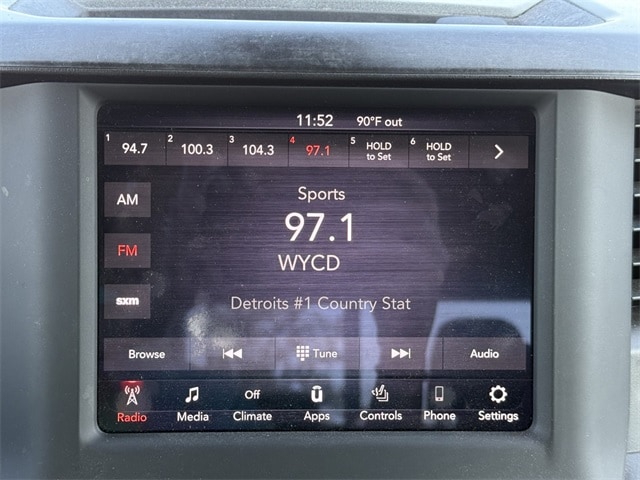 11:52 90°F out
1 94.7 2 100.3 3 104.3 4 97.1 5 HOLD to Set 6 HOLD to Set
AM
Sports
97.1
FM
WYCD
sxm
Detroits #1 Country Stat
Browse Tune Audio
Off
Radio Media Climate Apps Controls Phone Settings